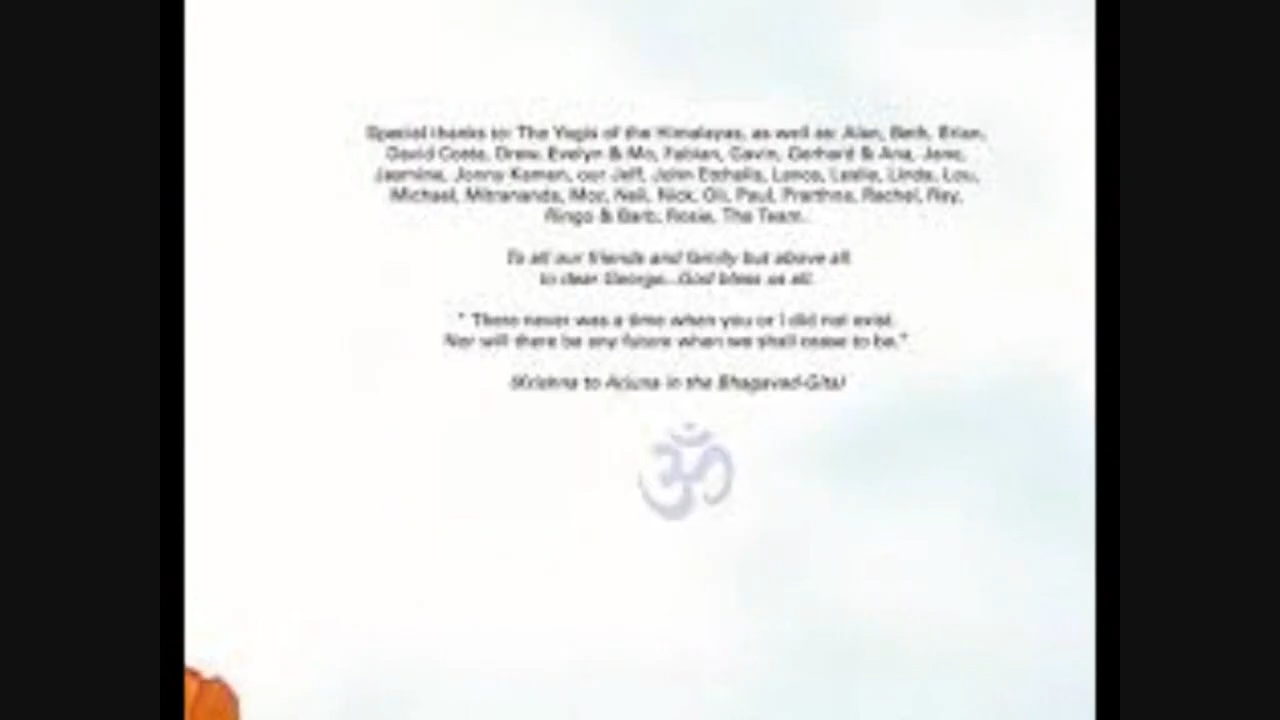 Special thanks to: The Yogis of the Himalayas, as well as: Alan, Beth, Brian,
David Costa, Drew, Evelyn & Mo, Fabian, Gavin, Gerhard & Ana, Jane,
Jasmine, Jonny Kamen, our Jeff, John Etchells, Lance, Leslie, Linda, Lou,
Michael, Mitrananda, Moz, Neil, Nick, Oli, Paul, Prarthna, Rachel, Ray,
Ringo & Barb, Rosie, The Team.
To all our friends and family but above all
to dear George...God bless us all.
" There never was a time when you or I did not exist.
Nor will there be any future when we shall cease to be."
(Krishna to Arjuna in the Bhagavad-Gita)
ॐ